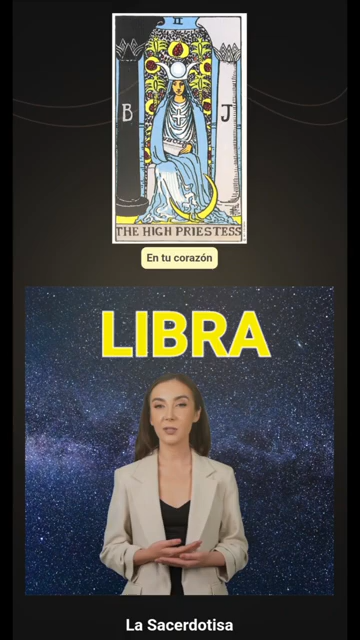 II
B
J
THE HIGH PRIESTESS
En tu corazón
LIBRA
La Sacerdotisa